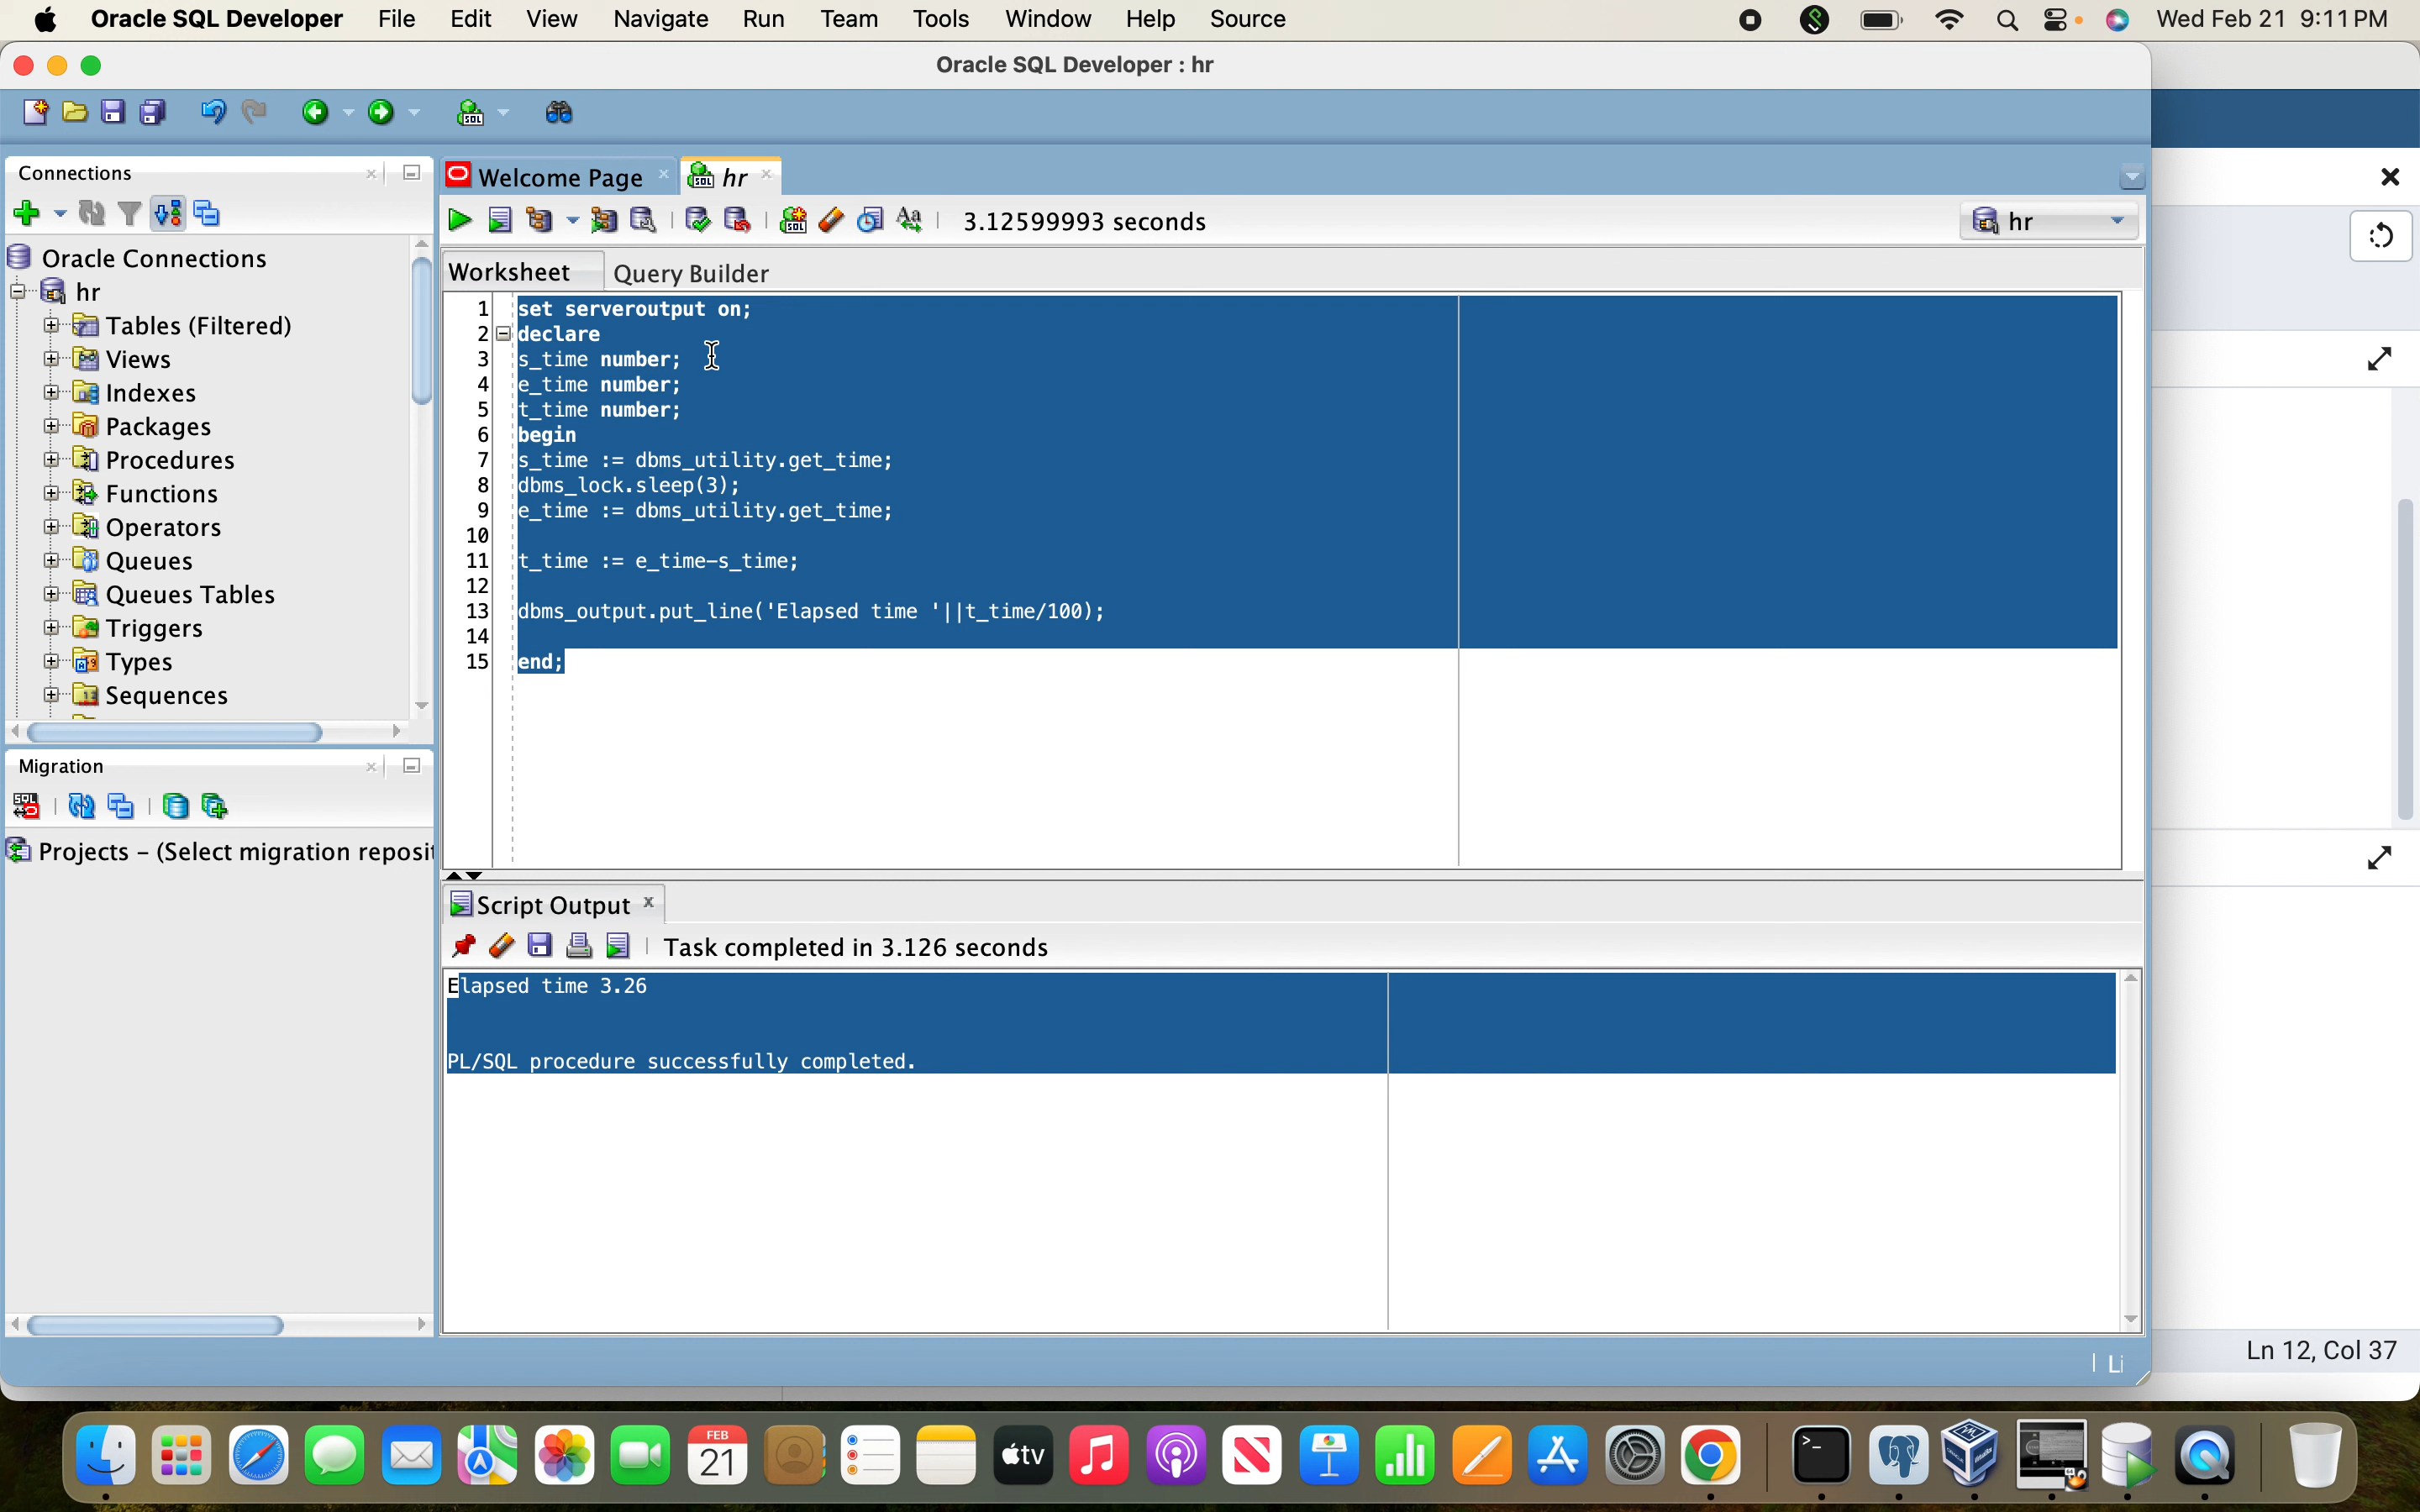 Oracle SQL Developer File Edit View Navigate Run Team Tools Window Help Source Wed Feb 21 9:11 PM
Oracle SQL Developer : hr
Connections
Welcome Page hr
3.12599993 seconds hr
Worksheet Query Builder
Oracle Connections
hr
Tables (Filtered)
Views
Indexes
Packages
Procedures
Functions
Operators
Queues
Queues Tables
Triggers
Types
Sequences
1 set serveroutput on;
2 declare
3 s_time number;
4 e_time number;
5 t_time number;
6 begin
7 s_time := dbms_utility.get_time;
8 dbms_lock.sleep(3);
9 e_time := dbms_utility.get_time;
10
11 t_time := e_time-s_time;
12
13 dbms_output.put_line('Elapsed time '||t_time/100);
14
15 end;
Migration
Projects – (Select migration reposit
Script Output
Task completed in 3.126 seconds
Elapsed time 3.26
PL/SQL procedure successfully completed.
Li
Ln 12, Col 37
FEB
21
tv